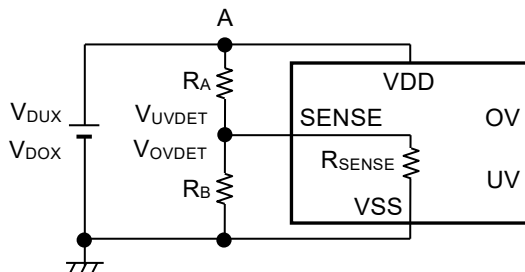 A
RA
VDD
VUVDET
SENSE
OV
VDUX
VDOX
VOVDET
RSENSE
UV
RB
VSS